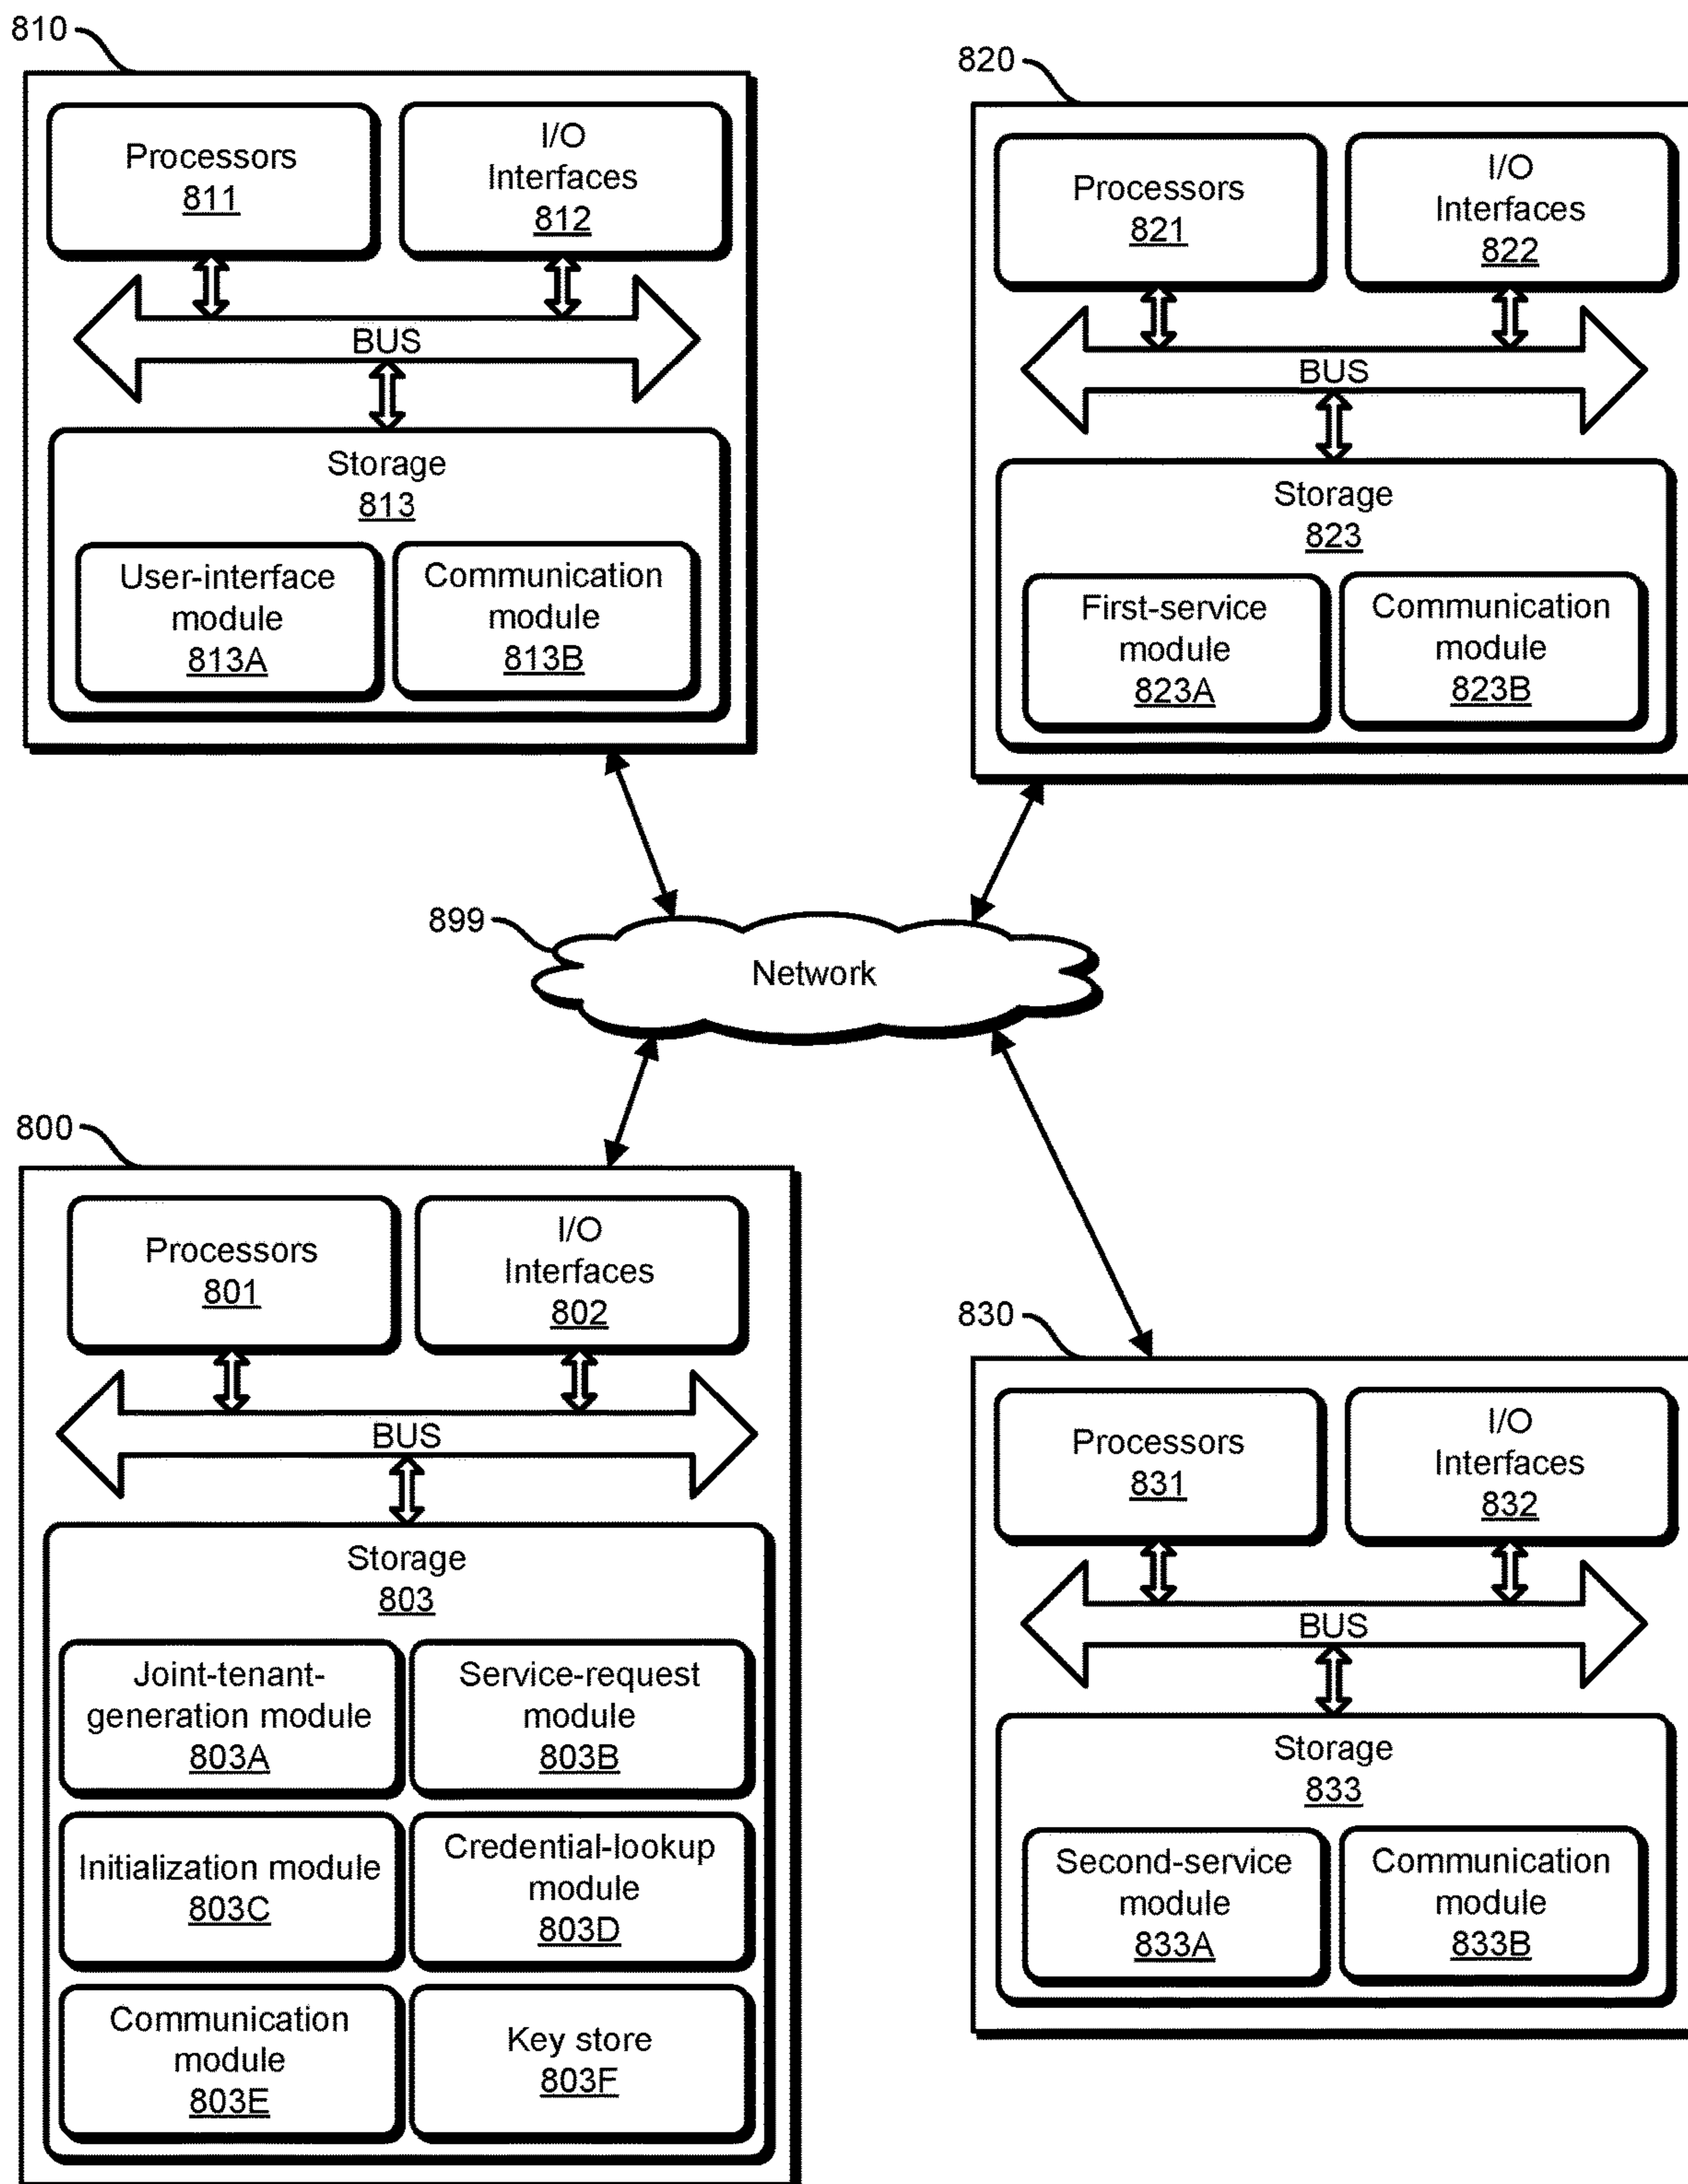 810
Processors
811
I/O
Interfaces
812
BUS
Storage
813
User-interface
module
813A
Communication
module
813B
820
Processors
821
I/O
Interfaces
822
BUS
Storage
823
First-service
module
823A
Communication
module
823B
899
Network
800
Processors
801
I/O
Interfaces
802
BUS
Storage
803
Joint-tenant-
generation module
803A
Service-request
module
803B
Initialization module
803C
Credential-lookup
module
803D
Communication
module
803E
Key store
803F
830
Processors
831
I/O
Interfaces
832
BUS
Storage
833
Second-service
module
833A
Communication
module
833B